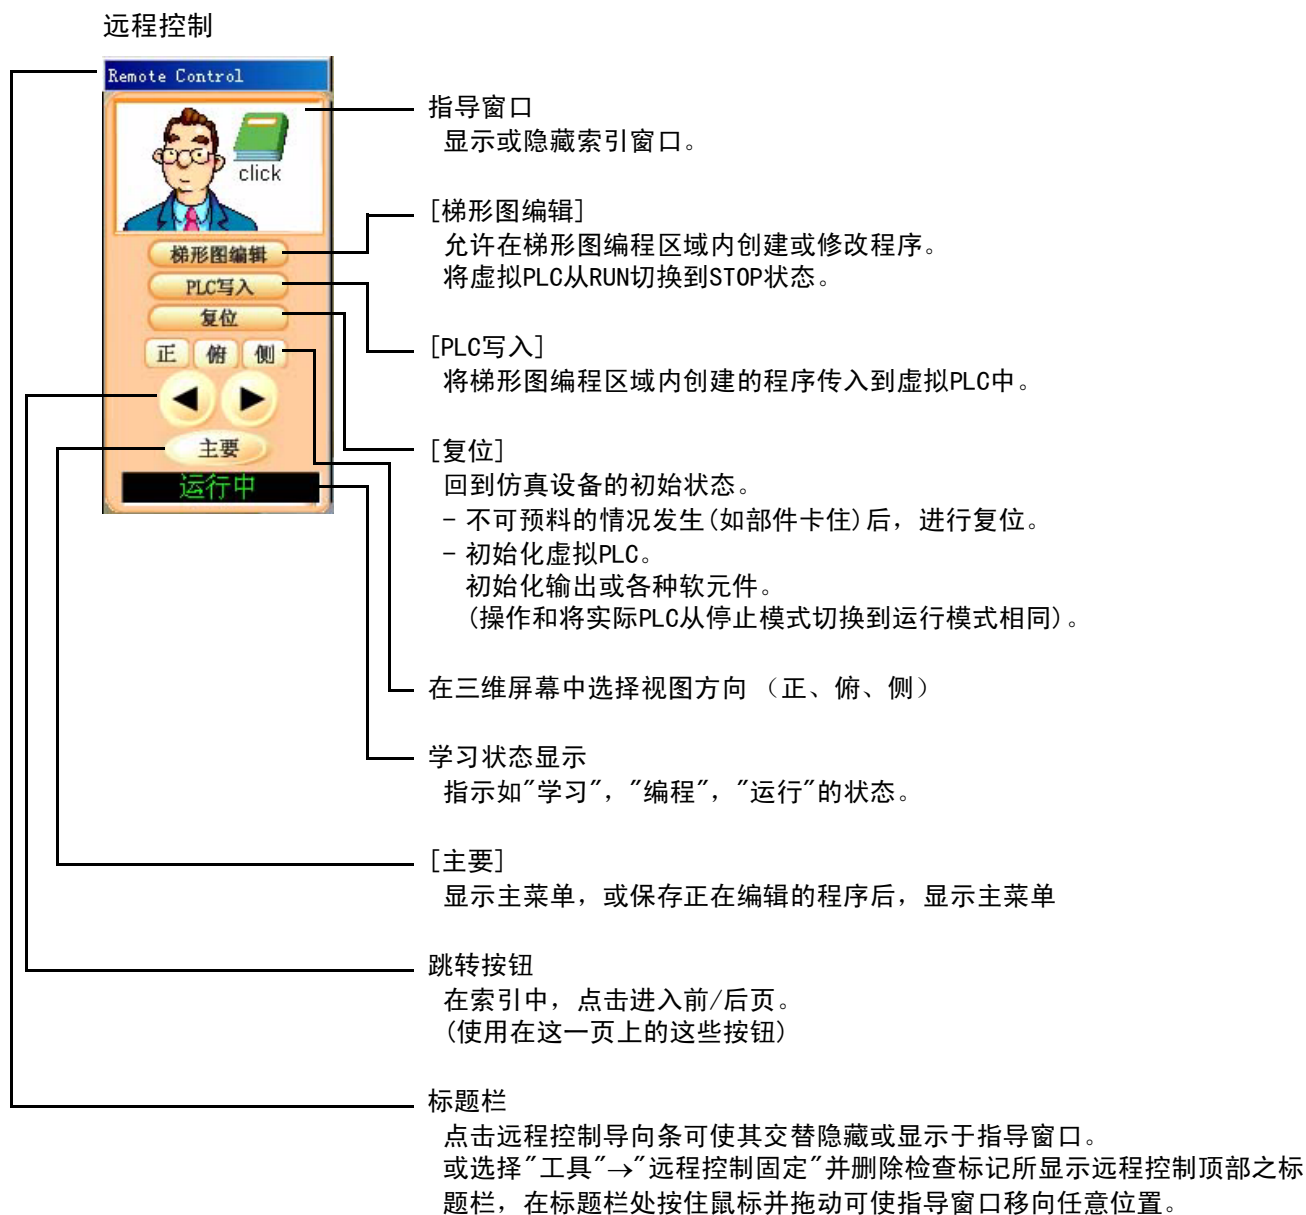 远程控制
Remote Control
click
梯形图编辑
PLC写入
复位
正 俯 侧
主要
运行中
指导窗口
显示或隐藏索引窗口。
[梯形图编辑]
允许在梯形图编程区域内创建或修改程序。
将虚拟PLC从RUN切换到STOP状态。
[PLC写入]
将梯形图编程区域内创建的程序传入到虚拟PLC中。
[复位]
回到仿真设备的初始状态。
- 不可预料的情况发生(如部件卡住)后，进行复位。
- 初始化虚拟PLC。
初始化输出或各种软元件。
(操作和将实际PLC从停止模式切换到运行模式相同)。
在三维屏幕中选择视图方向 （正、俯、侧）
学习状态显示
指示如"学习"，"编程"，"运行"的状态。
[主要]
显示主菜单，或保存正在编辑的程序后，显示主菜单
跳转按钮
在索引中，点击进入前/后页。
(使用在这一页上的这些按钮)
标题栏
点击远程控制导向条可使其交替隐藏或显示于指导窗口。
或选择"工具"→"远程控制固定"并删除检查标记所显示远程控制顶部之标
题栏，在标题栏处按住鼠标并拖动可使指导窗口移向任意位置。